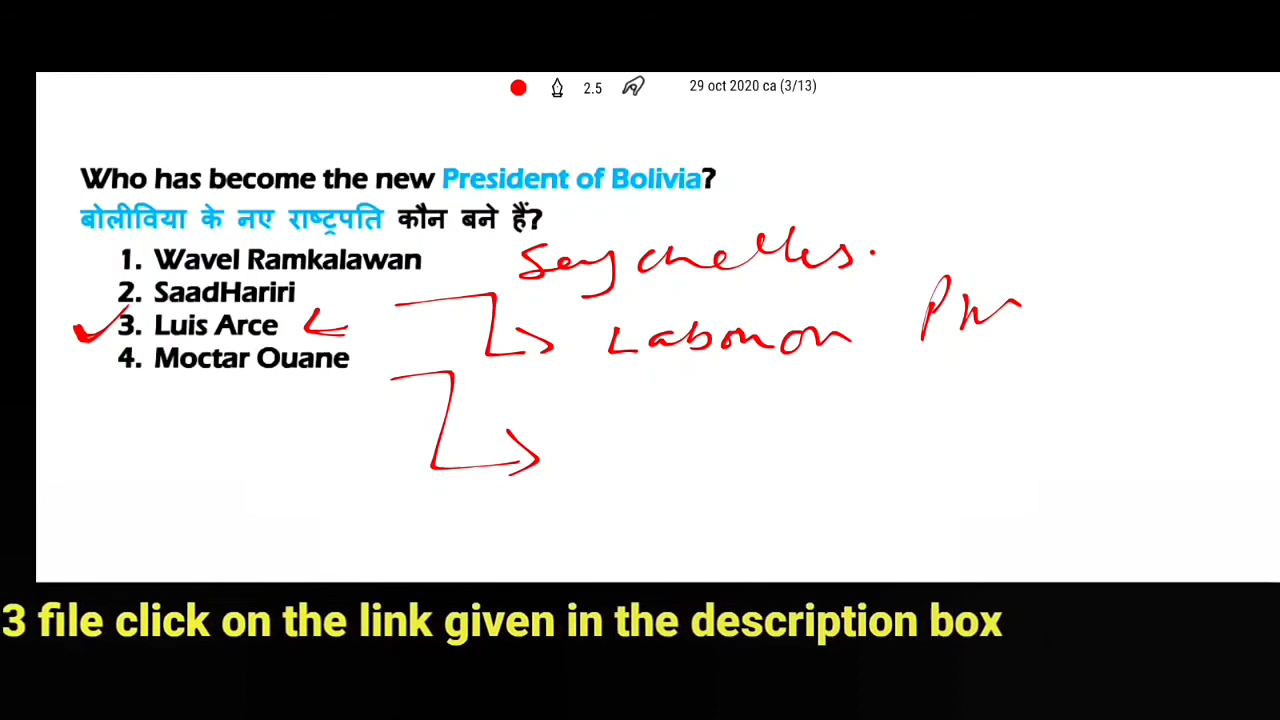 2.5 29 oct 2020 ca (3/13)
Who has become the new President of Bolivia?
बोलीविया के नए राष्ट्रपति कौन बने हैं?
1. Wavel Ramkalawan
Seychelles.
2. SaadHariri
3. Luis Arce
Labonon PM
4. Moctar Ouane
3 file click on the link given in the description box